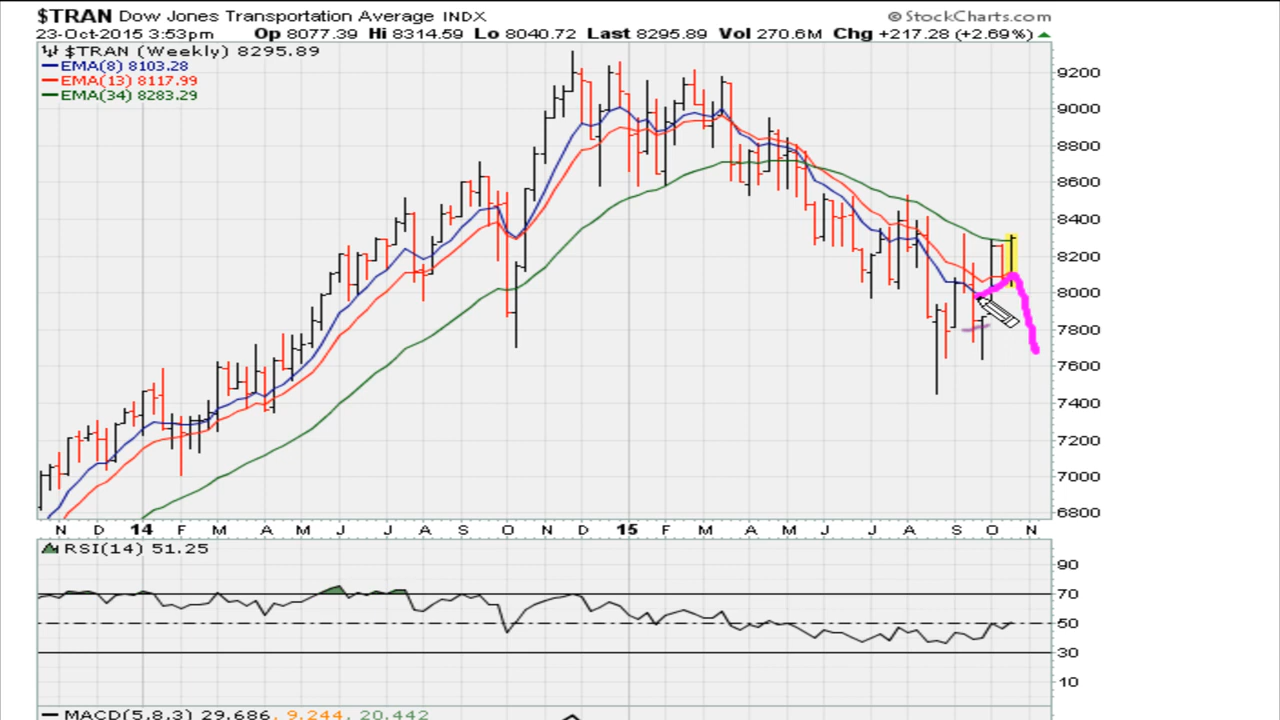 $TRAN Dow Jones Transportation Average INDX © StockCharts.com
23-Oct-2015 3:53pm Op 8077.39 Hi 8314.59 Lo 8040.72 Last 8295.89 Vol 270.6M Chg +217.28 (+2.69%)
$TRAN (Weekly) 8295.89
EMA(8) 8103.28
EMA(13) 8117.99
EMA(34) 8283.29
9200
9000
8800
8600
8400
8200
8000
7800
7600
7400
7200
7000
6800
N D 14 F M A M J J A S O N D 15 F M A M J J A S O N
RSI(14) 51.25
90
70
50
30
10
MACD(5,8,3) 29.686, 9.244, 20.442